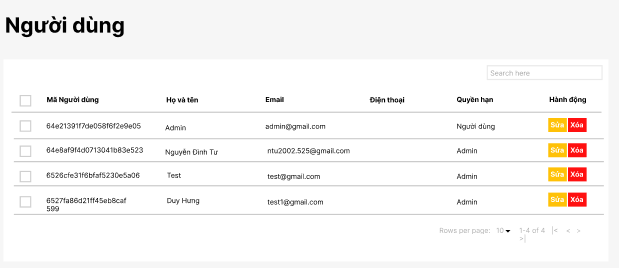 Người dùng
Search here
Mã Người dùng Họ và tên Email Điện thoại Quyền hạn Hành động
64e21391f7de058f6f2e9e05 Admin admin@gmail.com Người dùng Sửa Xóa
64e8af9f4d0713041b83e523 Nguyễn Đình Tư ntu2002.525@gmail.com Admin Sửa Xóa
6526cfe31f6bfaf5230e5a06 Test test@gmail.com Admin Sửa Xóa
6527fa86d21ff45eb8caf Duy Hưng test1@gmail.com Admin Sửa Xóa
599
Rows per page: 10 1-4 of 4 |< < >
>|